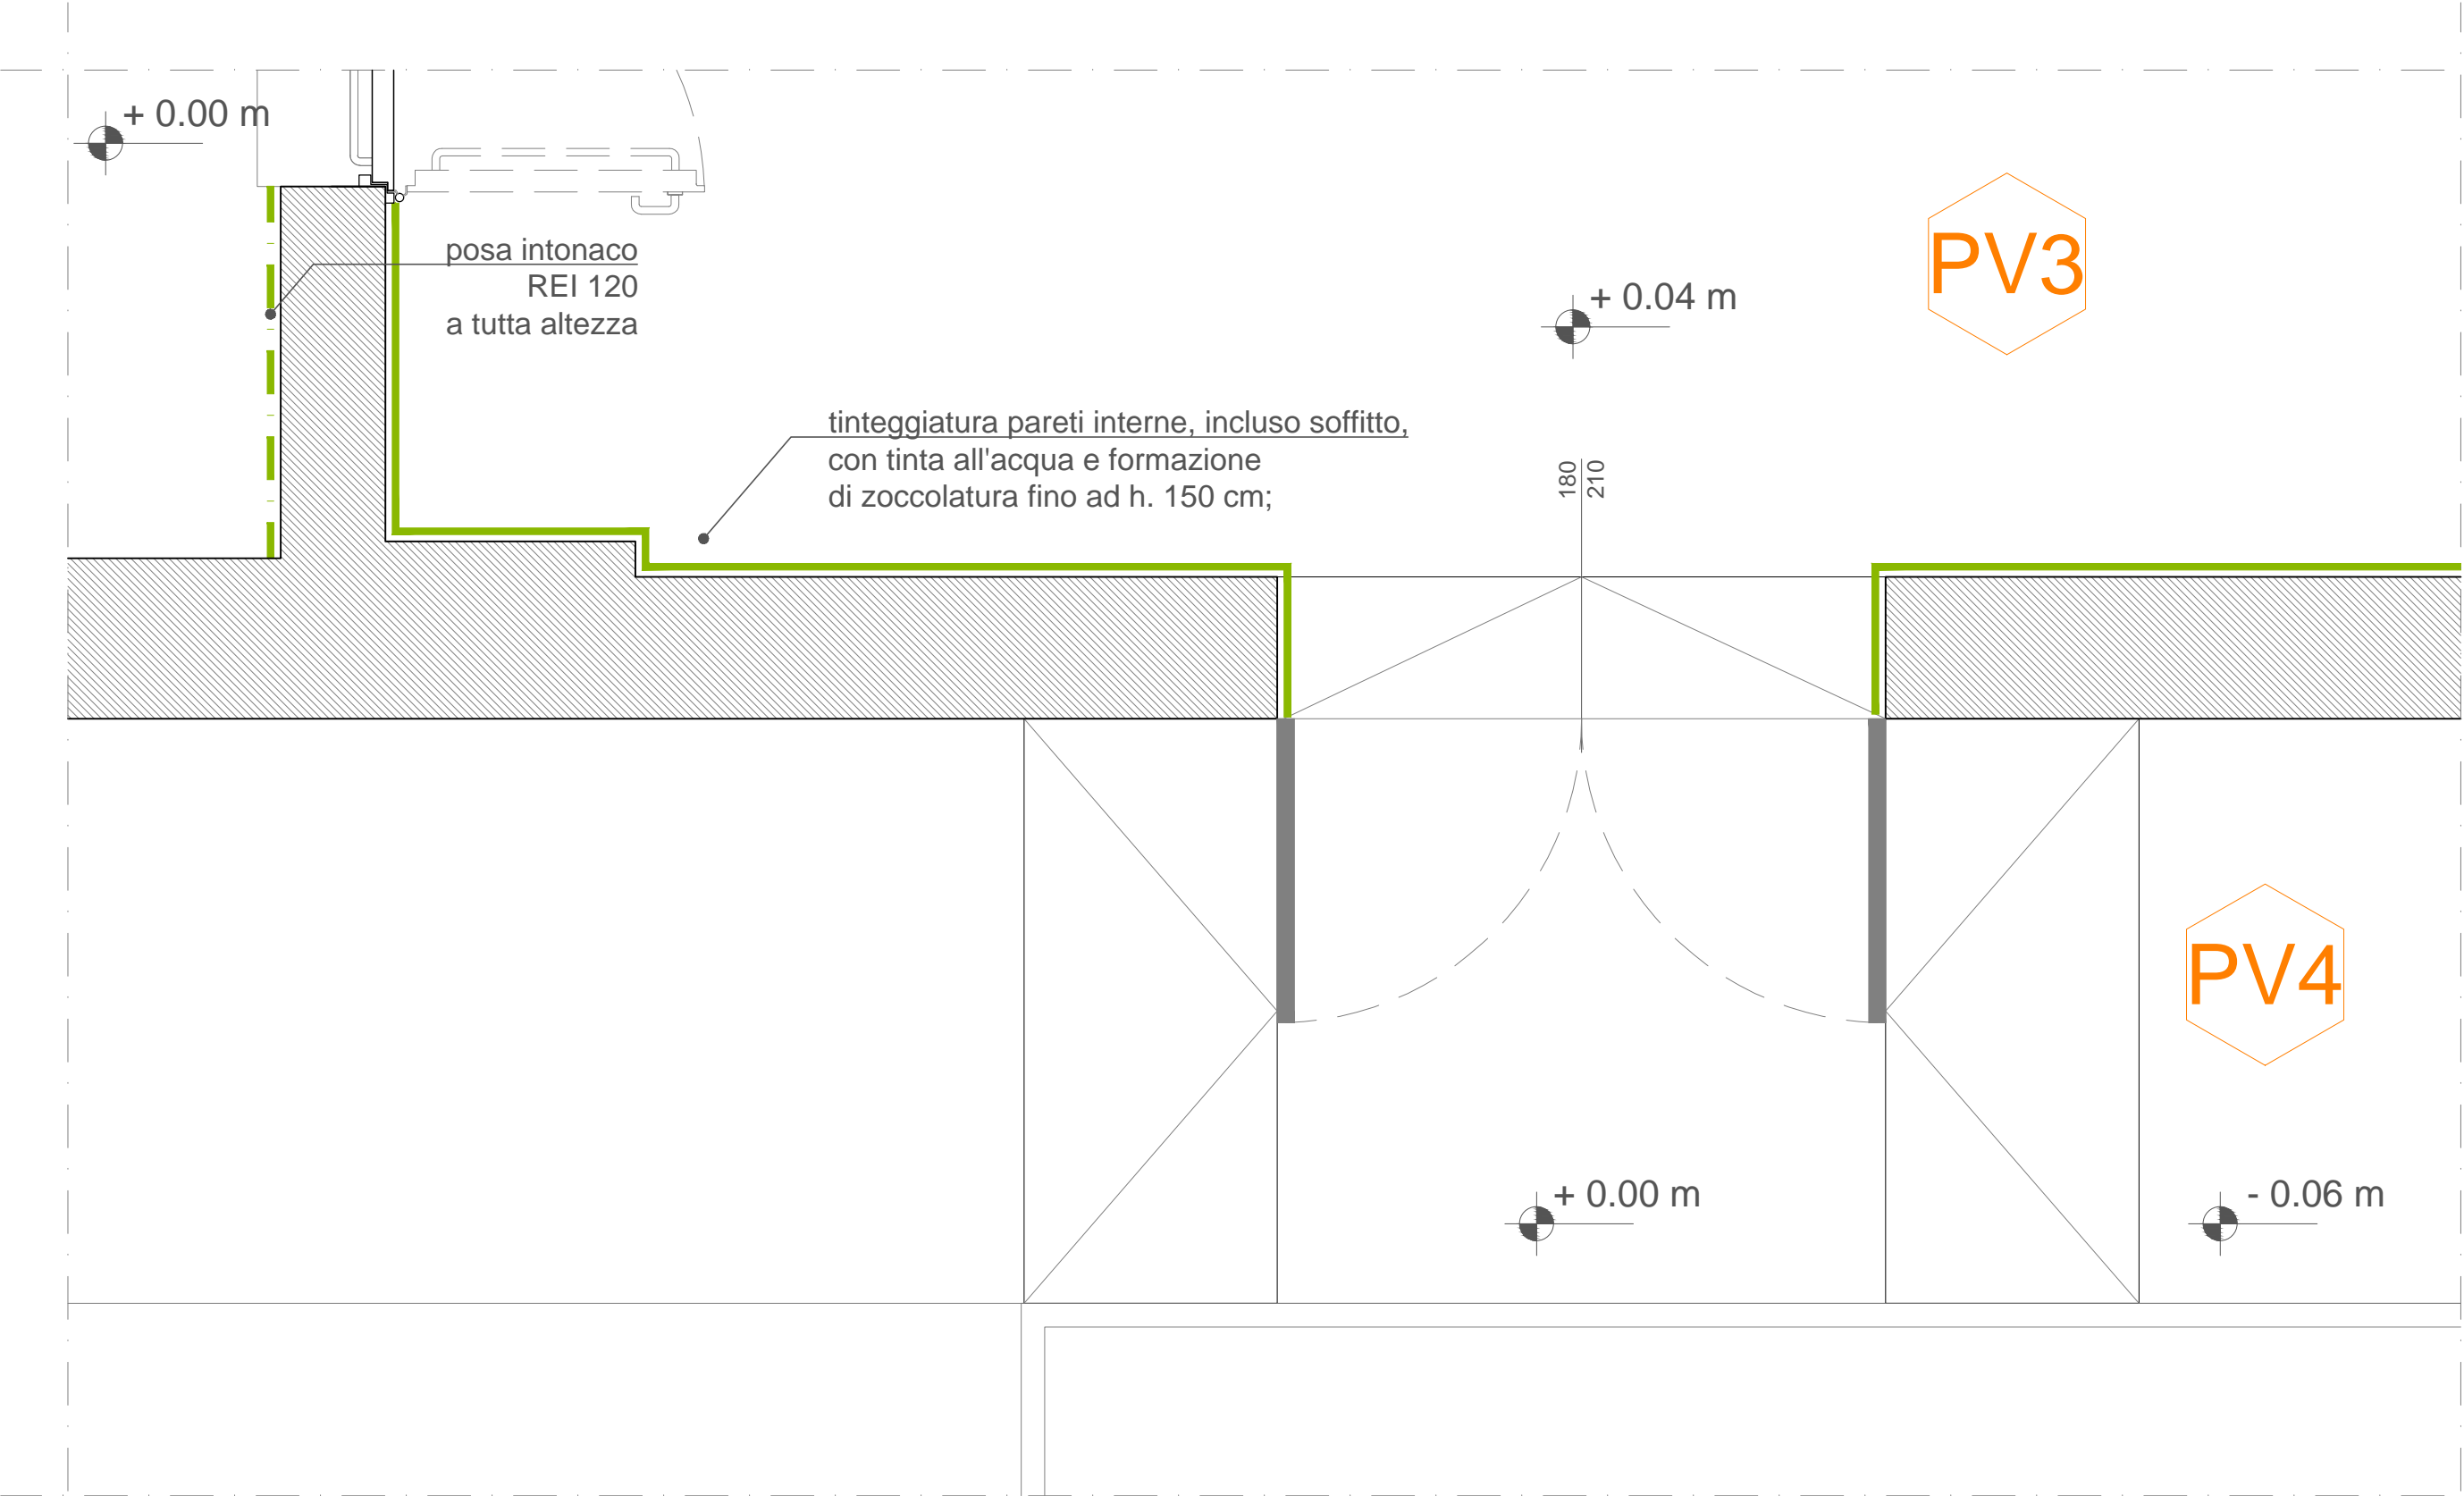 + 0.00 m
PV3
posa intonaco
REI 120
a tutta altezza
+ 0.04 m
tinteggiatura pareti interne, incluso soffitto,
con tinta all'acqua e formazione
di zoccolatura fino ad h. 150 cm;
180
210
PV4
+ 0.00 m
- 0.06 m